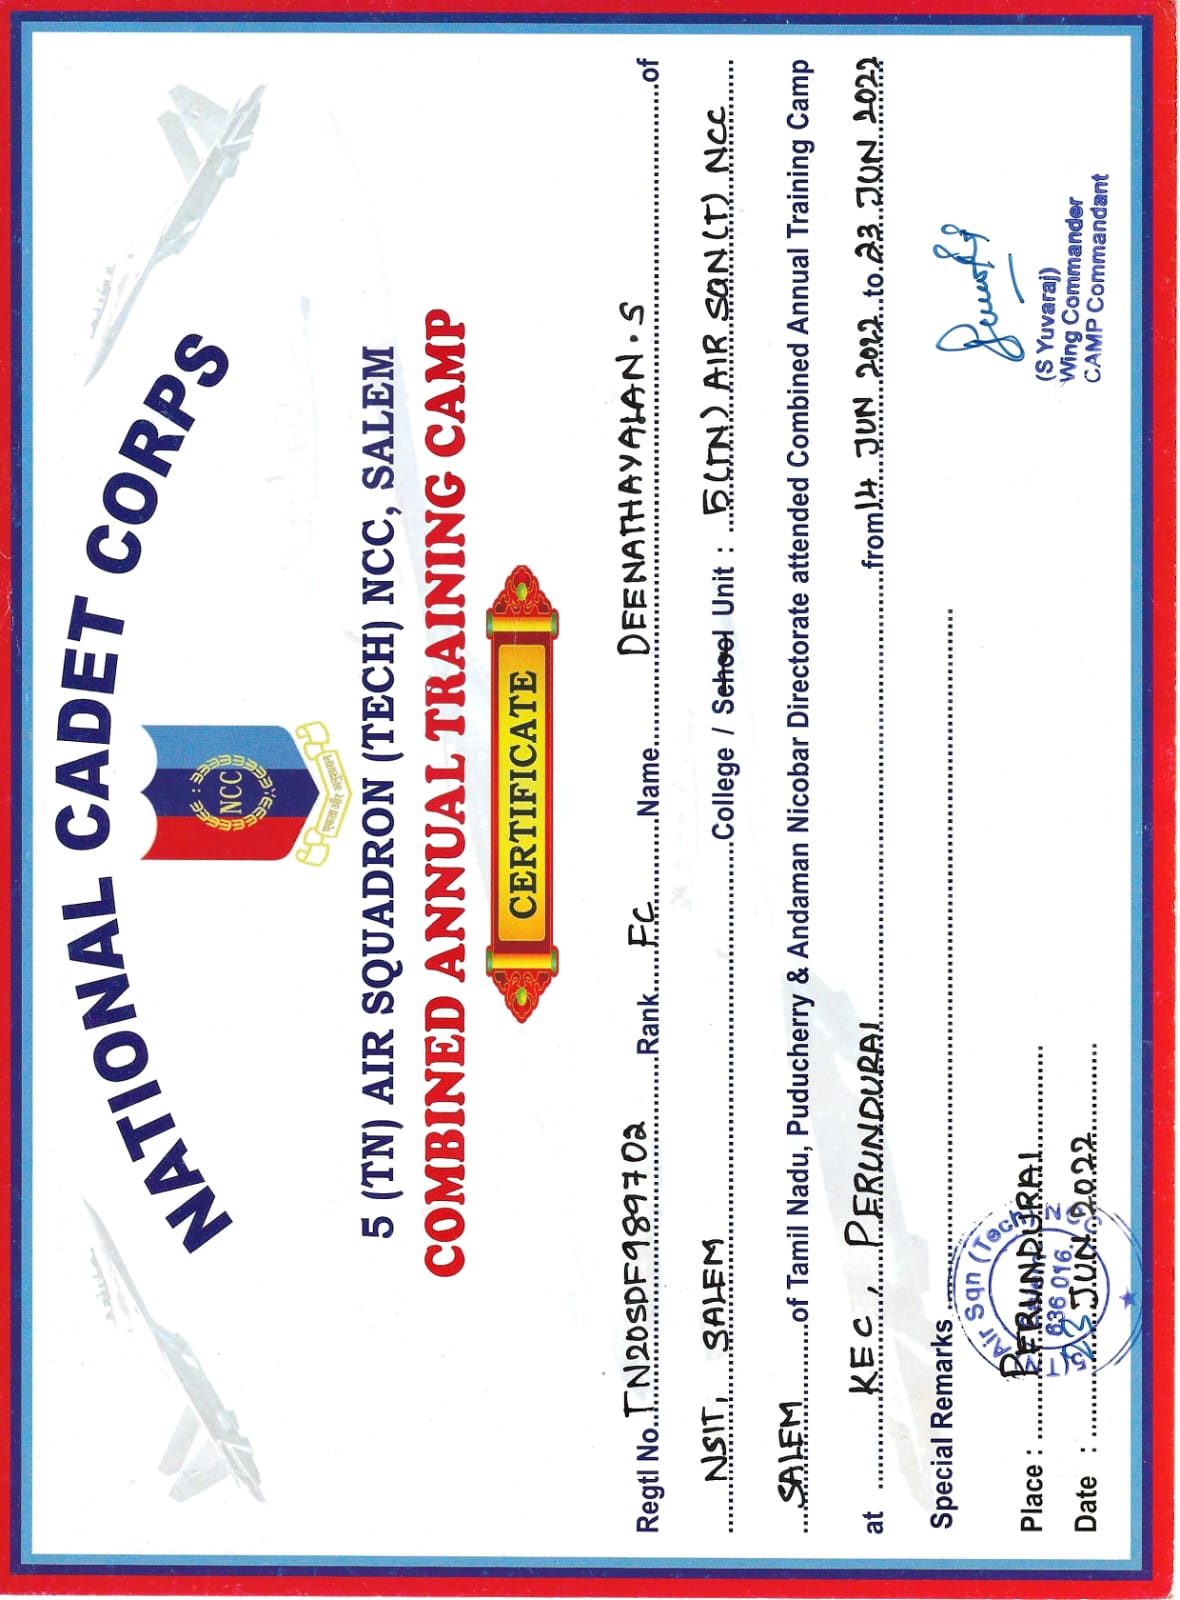 NATIONAL CADET CORPS
NCC
एकता और अनुशासन
5 (TN) AIR SQUADRON (TECH) NCC, SALEM
COMBINED ANNUAL TRAINING CAMP
CERTIFICATE
Regtl No. TN20SDF989702 Rank FC Name DEENATHAYALAN.S of
NSIT, SALEM College / School Unit : 5(TN) AIR SQN(T) NCC
SALEM of Tamil Nadu, Puducherry & Andaman Nicobar Directorate attended Combined Annual Training Camp
at KEC, PERUNDURAI from 14 JUN 2022 to 23 JUN 2022
Special Remarks
Place : PERUNDURAI
Date : 23 JUN 2022
5(TN) Air Sqn (Tech) NCC
Salem
636 016.
(S Yuvaraj)
Wing Commander
CAMP Commandant